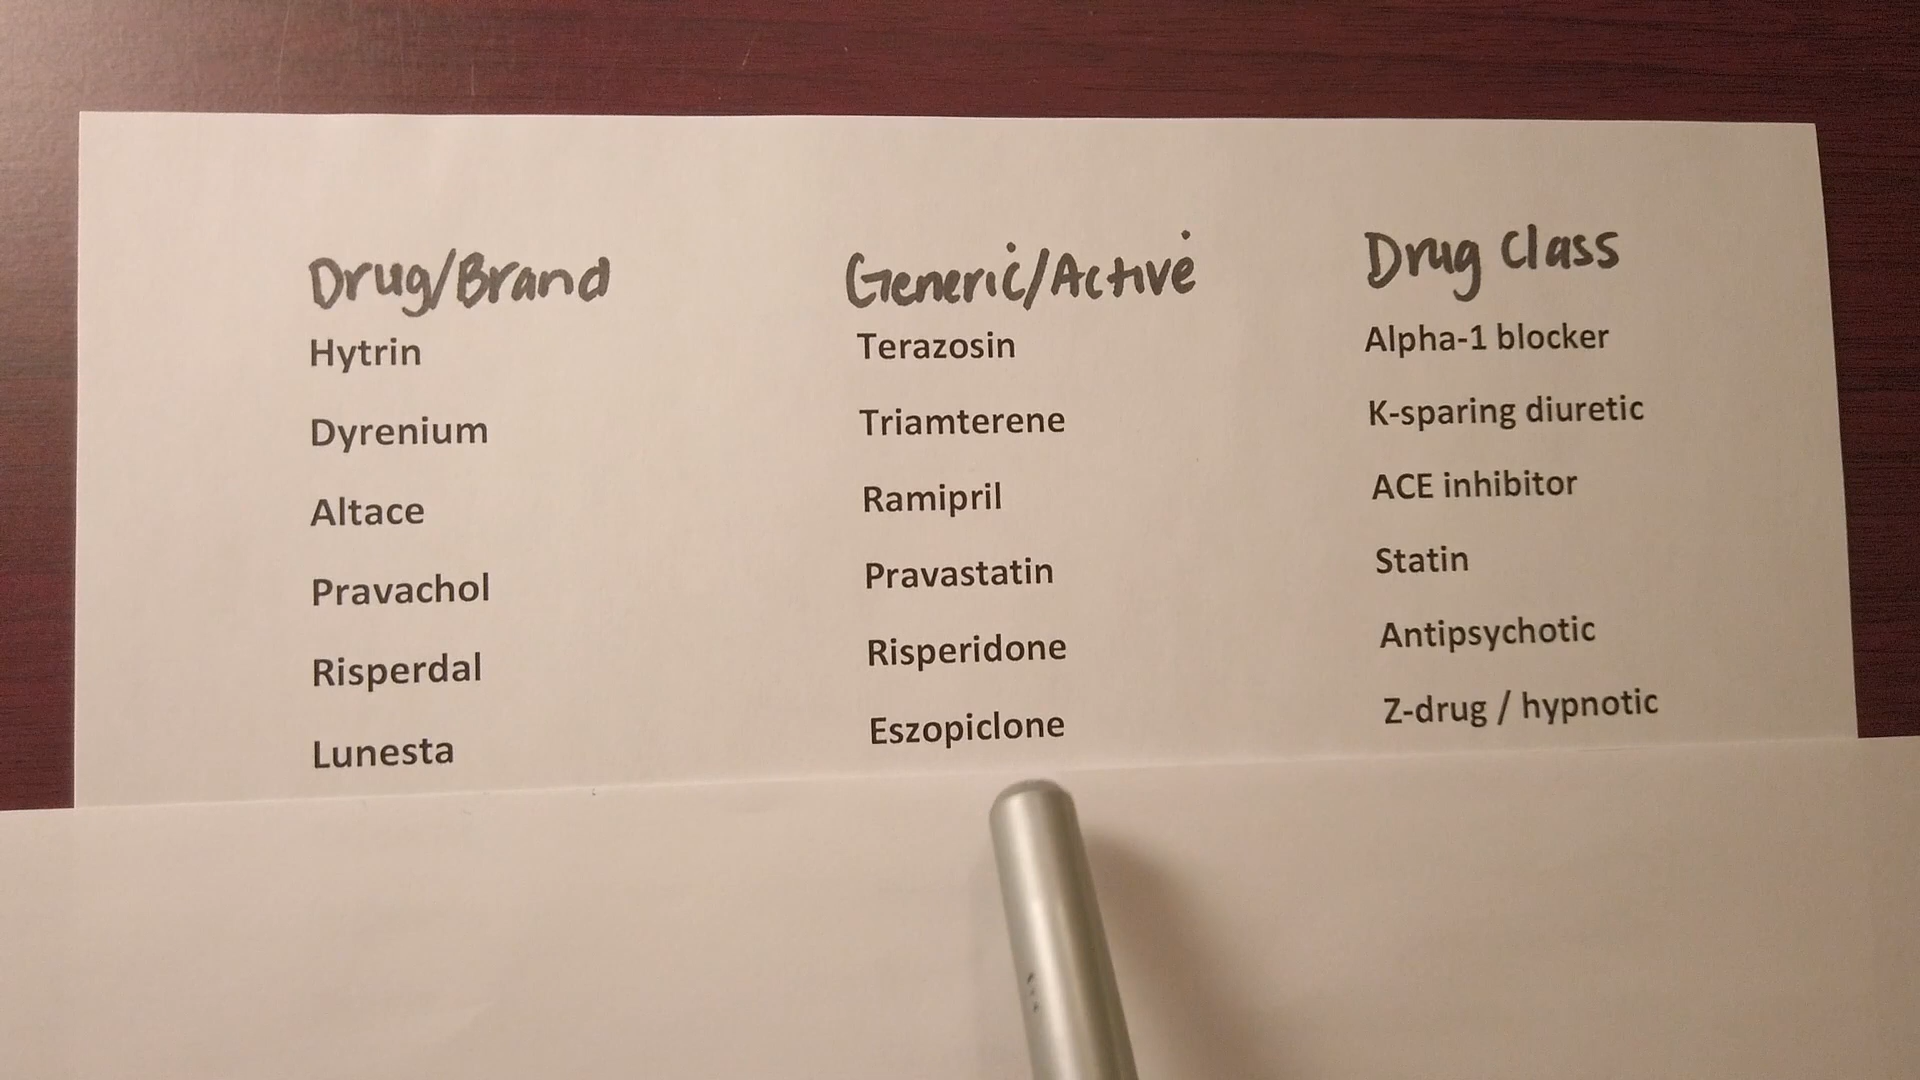 Drug/Brand Generic/Active Drug Class
Hytrin Terazosin Alpha-1 blocker
Dyrenium Triamterene K-sparing diuretic
Altace Ramipril ACE inhibitor
Pravachol Pravastatin Statin
Risperdal Risperidone Antipsychotic
Lunesta Eszopiclone Z-drug / hypnotic